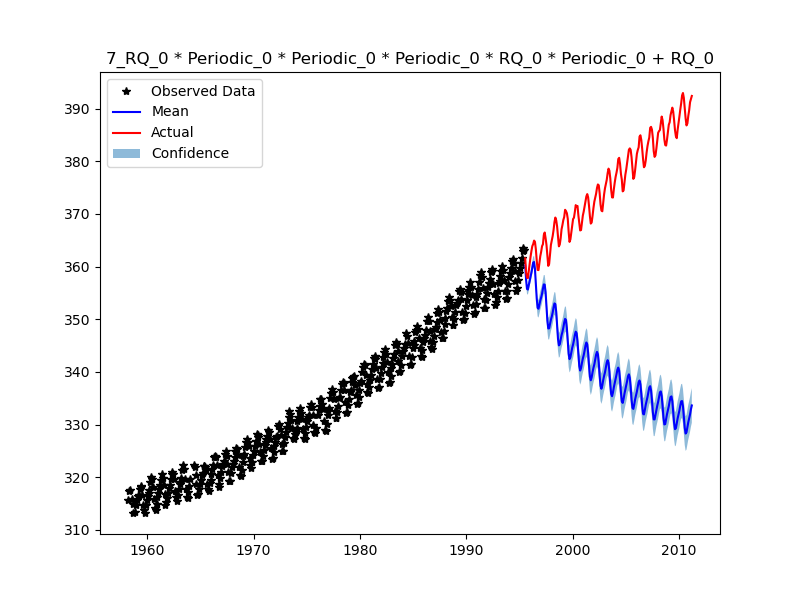 7_RQ_0 * Periodic_0 * Periodic_0 * Periodic_0 * RQ_0 * Periodic_0 + RQ_0
Observed Data
Mean
Actual
Confidence
390
380
370
360
350
340
330
320
310
1960 1970 1980 1990 2000 2010